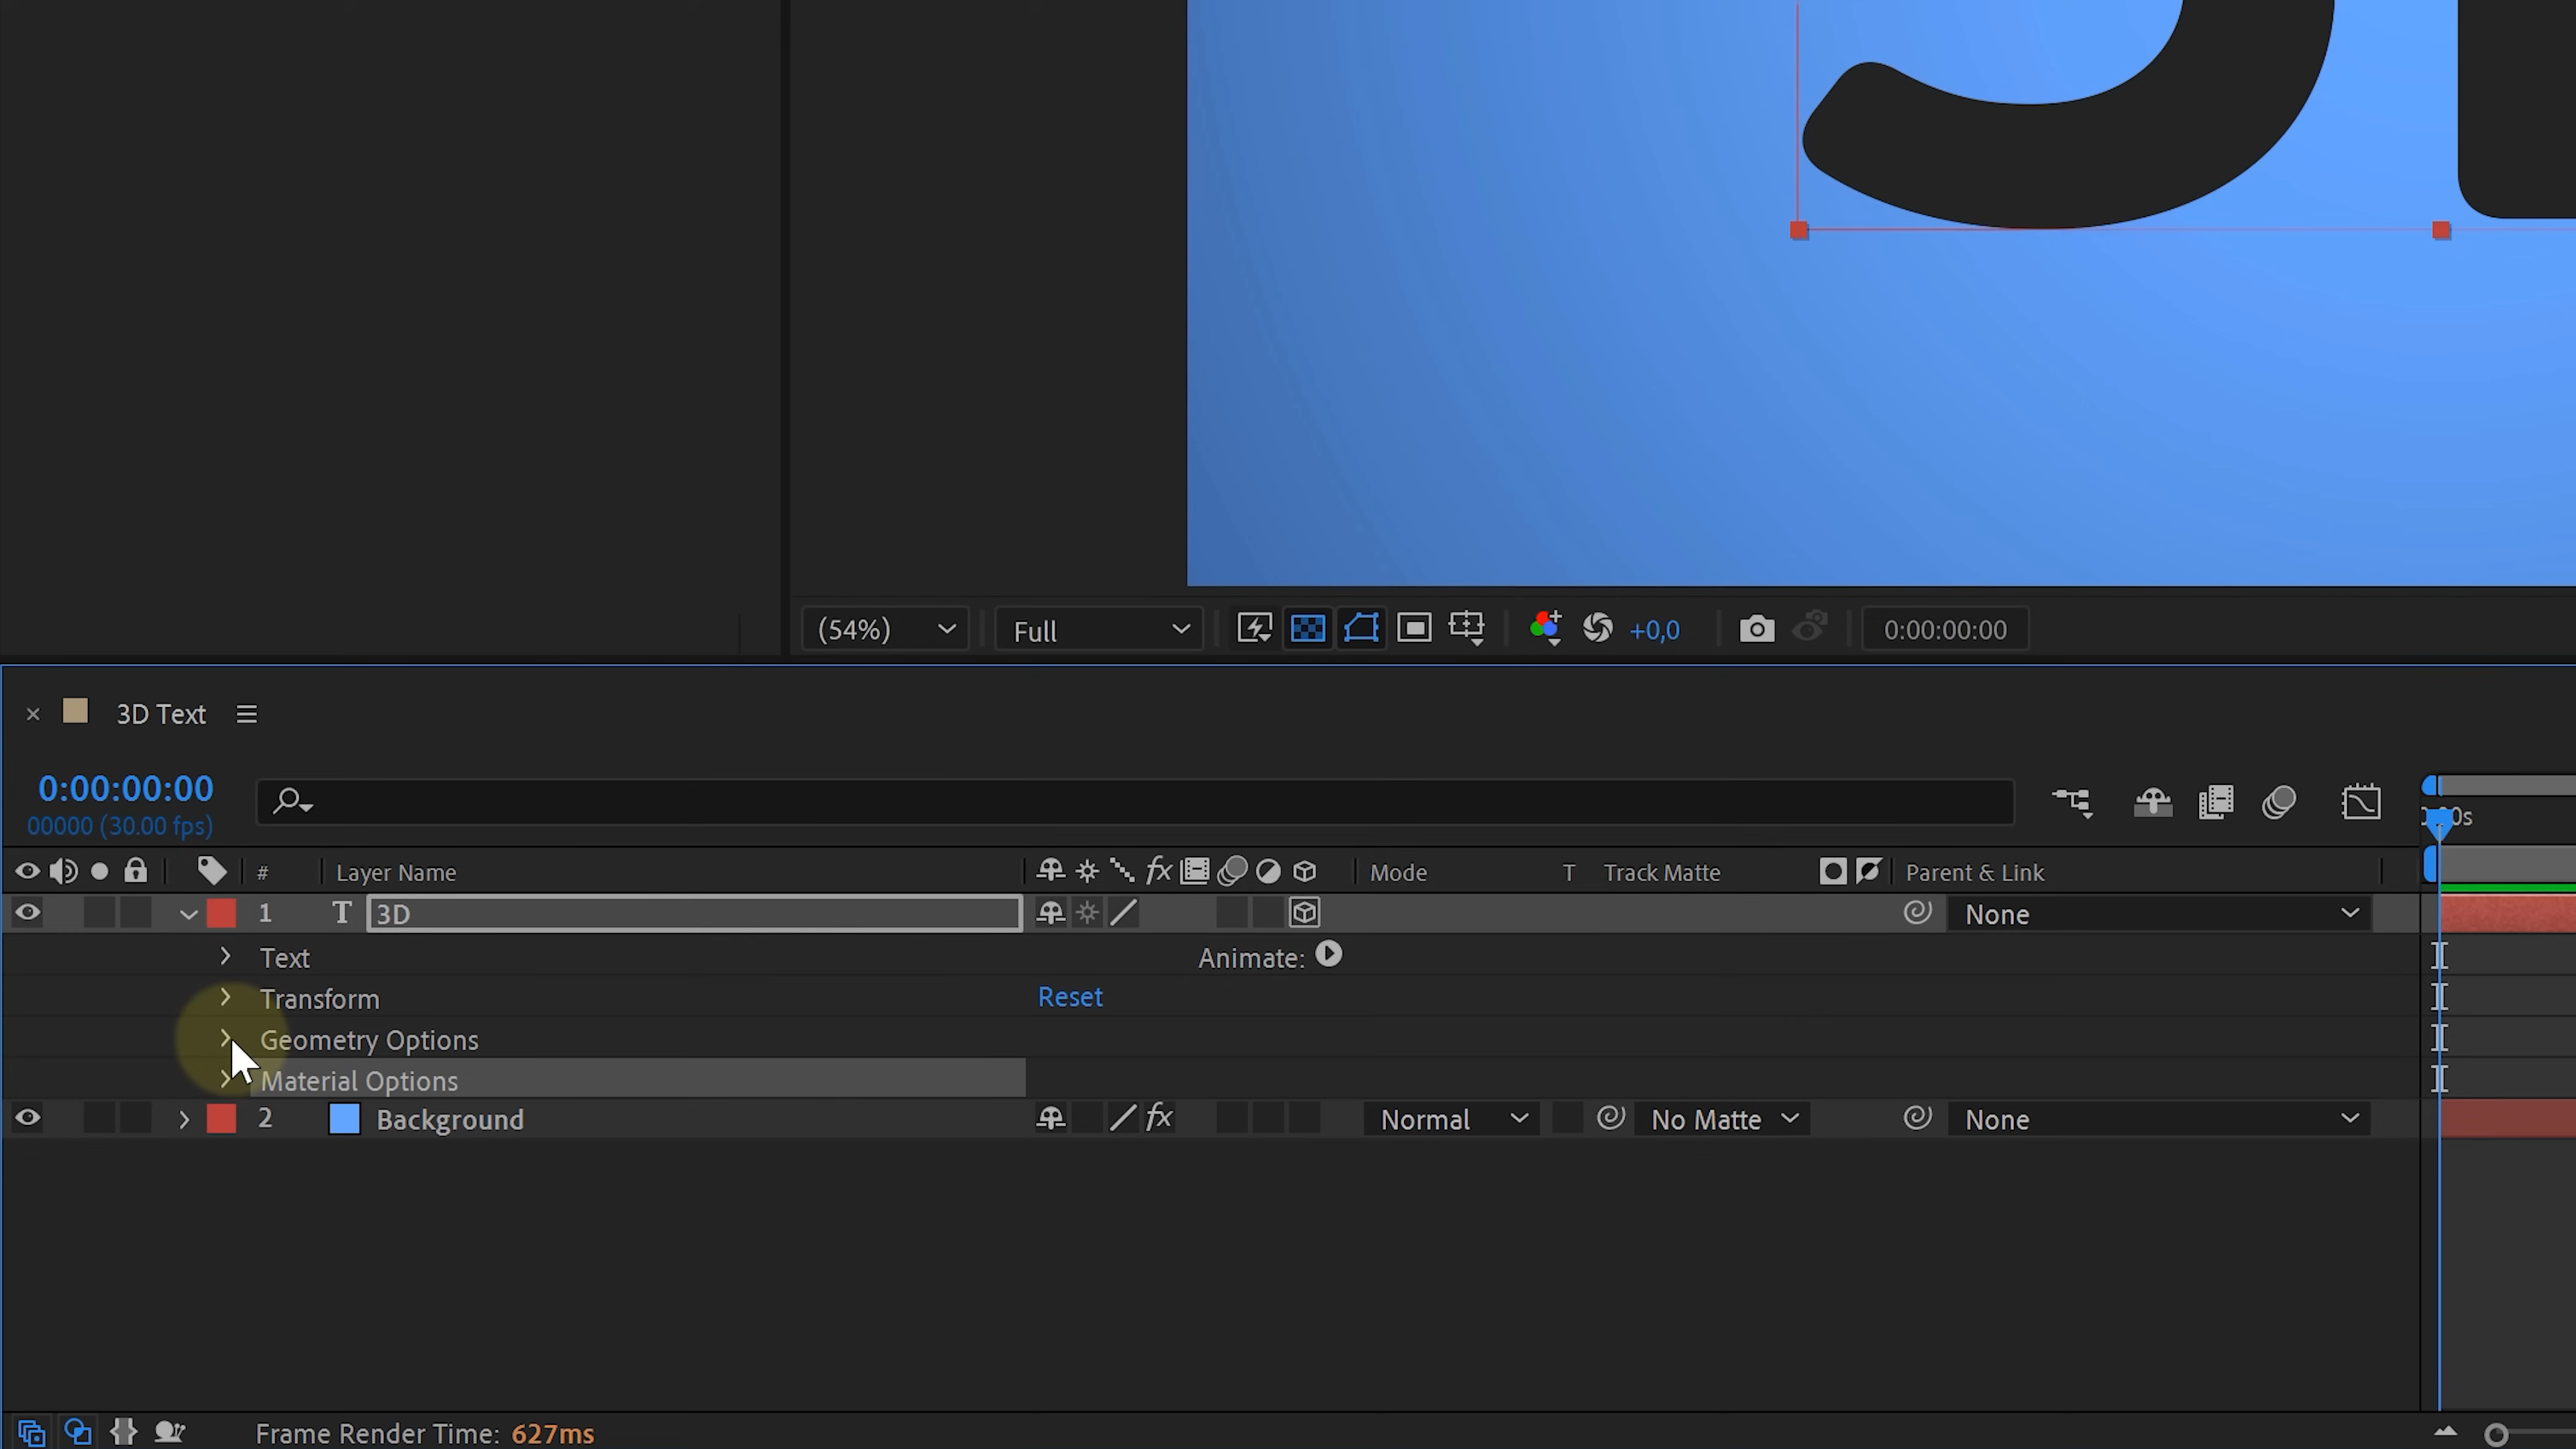 (54%) Full +0,0 0:00:00:00
3D Text
0:00:00:00
00000 (30.00 fps)
# Layer Name fx Mode T Track Matte Parent & Link
1 T 3D None
Text Animate:
Transform Reset
Geometry Options
Material Options
2 Background fx Normal No Matte None
Frame Render Time: 627ms